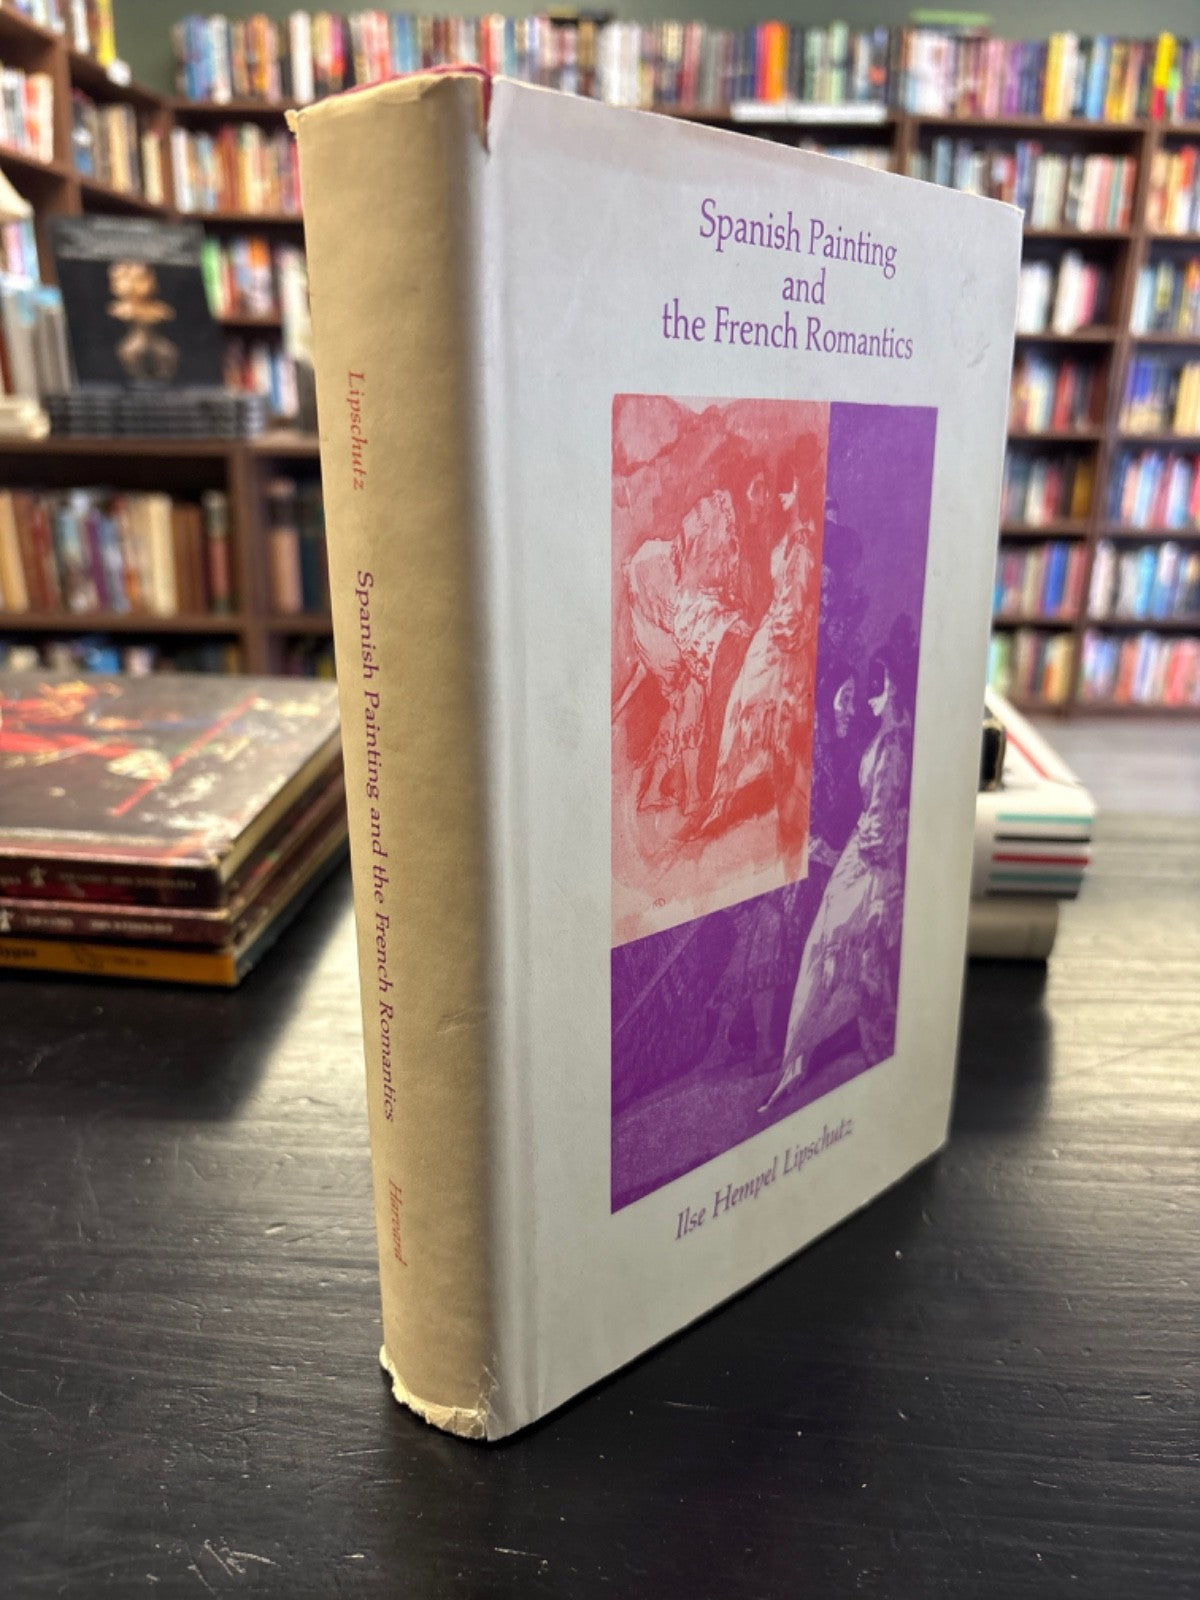 Spanish Painting
and
the French Romantics
Ilse Hempel Lipschutz
Lipschutz
Spanish Painting and the French Romantics
Harvard